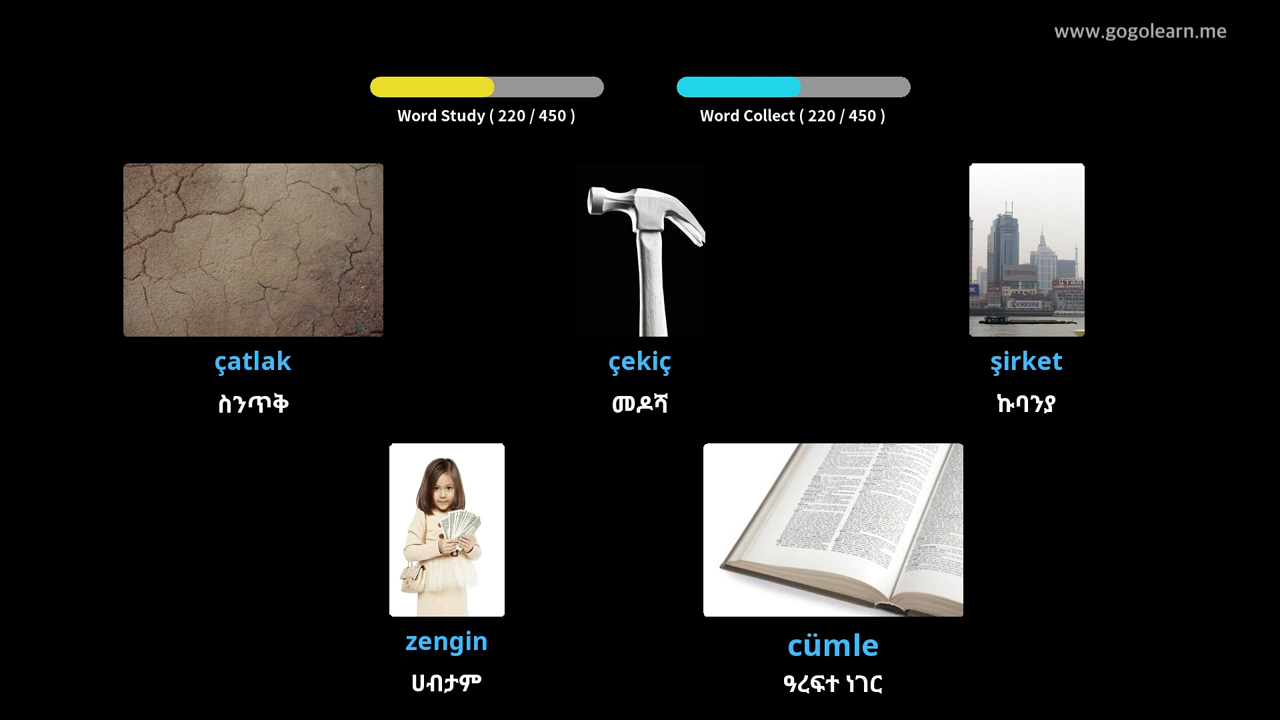 www.gogolearn.me
Word Study ( 220 / 450 )
Word Collect ( 220 / 450 )
TOYOTA
çatlak
çekiç
şirket
ስንጥቅ
መዶሻ
ኩባንያ
zengin
cümle
ሀብታም
ዓረፍተ ነገር